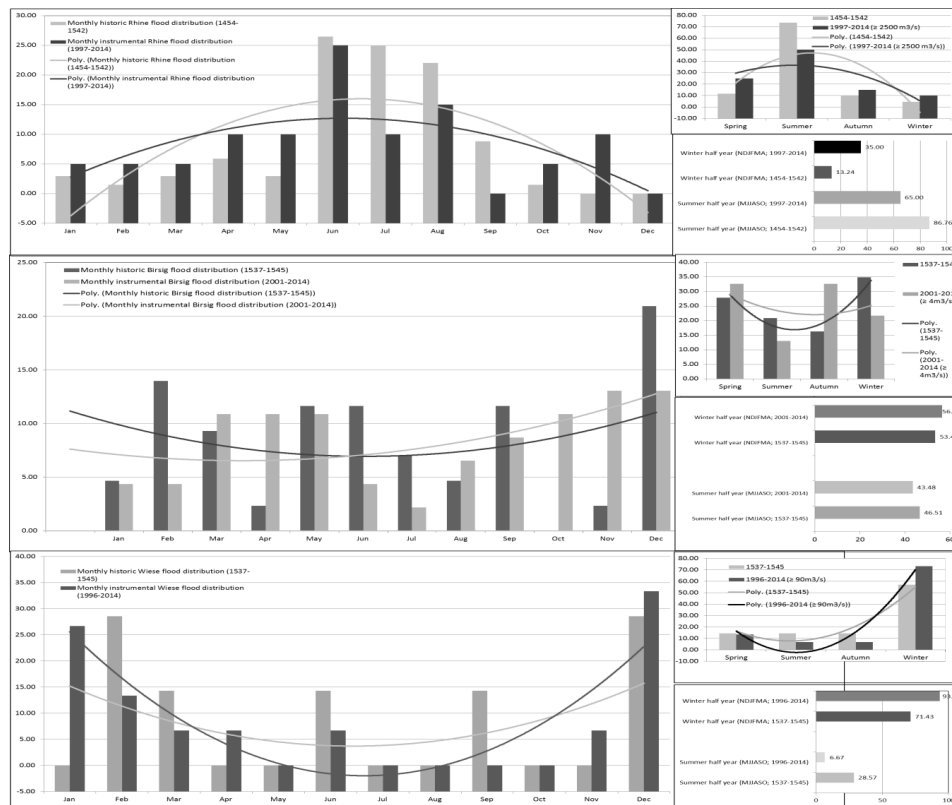 30.00
25.00
20.00
15.00
10.00
5.00
0.00
-5.00
Monthly historic Rhine flood distribution (1454-
1542)
Monthly instrumental Rhine flood distribution
(1997-2014)
Poly. (Monthly historic Rhine flood distribution
(1454-1542))
Poly. (Monthly instrumental Rhine flood distribution
(1997-2014))
Jan Feb Mar Apr May Jun Jul Aug Sep Oct Nov Dec
80.00
70.00
60.00
50.00
40.00
30.00
20.00
10.00
0.00
-10.00
1454-1542
1997-2014 (≥ 2500 m3/s)
Poly. (1454-1542)
Poly. (1997-2014 (≥ 2500 m3/s))
Spring Summer Autumn Winter
Winter half year (NDJFMA; 1997-2014) 35.00
Winter half year (NDJFMA; 1454-1542) 13.24
Summer half year (MJJASO; 1997-2014) 65.00
Summer half year (MJJASO; 1454-1542) 86.76
0 20 40 60 80 100
25.00
20.00
15.00
10.00
5.00
0.00
Monthly historic Birsig flood distribution (1537-1545)
Monthly instrumental Birsig flood distribution (2001-2014)
Poly. (Monthly historic Birsig flood distribution (1537-1545))
Poly. (Monthly instrumental Birsig flood distribution (2001-2014))
Jan Feb Mar Apr May Jun Jul Aug Sep Oct Nov Dec
40.00
35.00
30.00
25.00
20.00
15.00
10.00
5.00
0.00
1537-154
2001-201
(≥ 4m3/s
Poly.
(1537-
1545)
Poly.
(2001-
2014 (≥
4m3/s))
Spring Summer Autumn Winter
Winter half year (NDJFMA; 2001-2014) 56.
Winter half year (NDJFMA; 1537-1545) 53.4
Summer half year (MJJASO; 2001-2014) 43.48
Summer half year (MJJASO; 1537-1545) 46.51
0 20 40 60
40.00
35.00
30.00
25.00
20.00
15.00
10.00
5.00
0.00
-5.00
Monthly historic Wiese flood distribution (1537-
1545)
Monthly instrumental Wiese flood distribution
(1996-2014)
Jan Feb Mar Apr May Jun Jul Aug Sep Oct Nov Dec
80.00
70.00
60.00
50.00
40.00
30.00
20.00
10.00
0.00
-10.00
1537-1545
1996-2014 (≥ 90m3/s)
Poly. (1537-1545)
Poly. (1996-2014 (≥ 90m3/s))
Spring Summer Autumn Winter
Winter half year (NDJFMA; 1996-2014)
Winter half year (NDJFMA; 1537-1545) 71.43
Summer half year (MJJASO; 1996-2014) 6.67
Summer half year (MJJASO; 1537-1545) 28.57
0 50 100